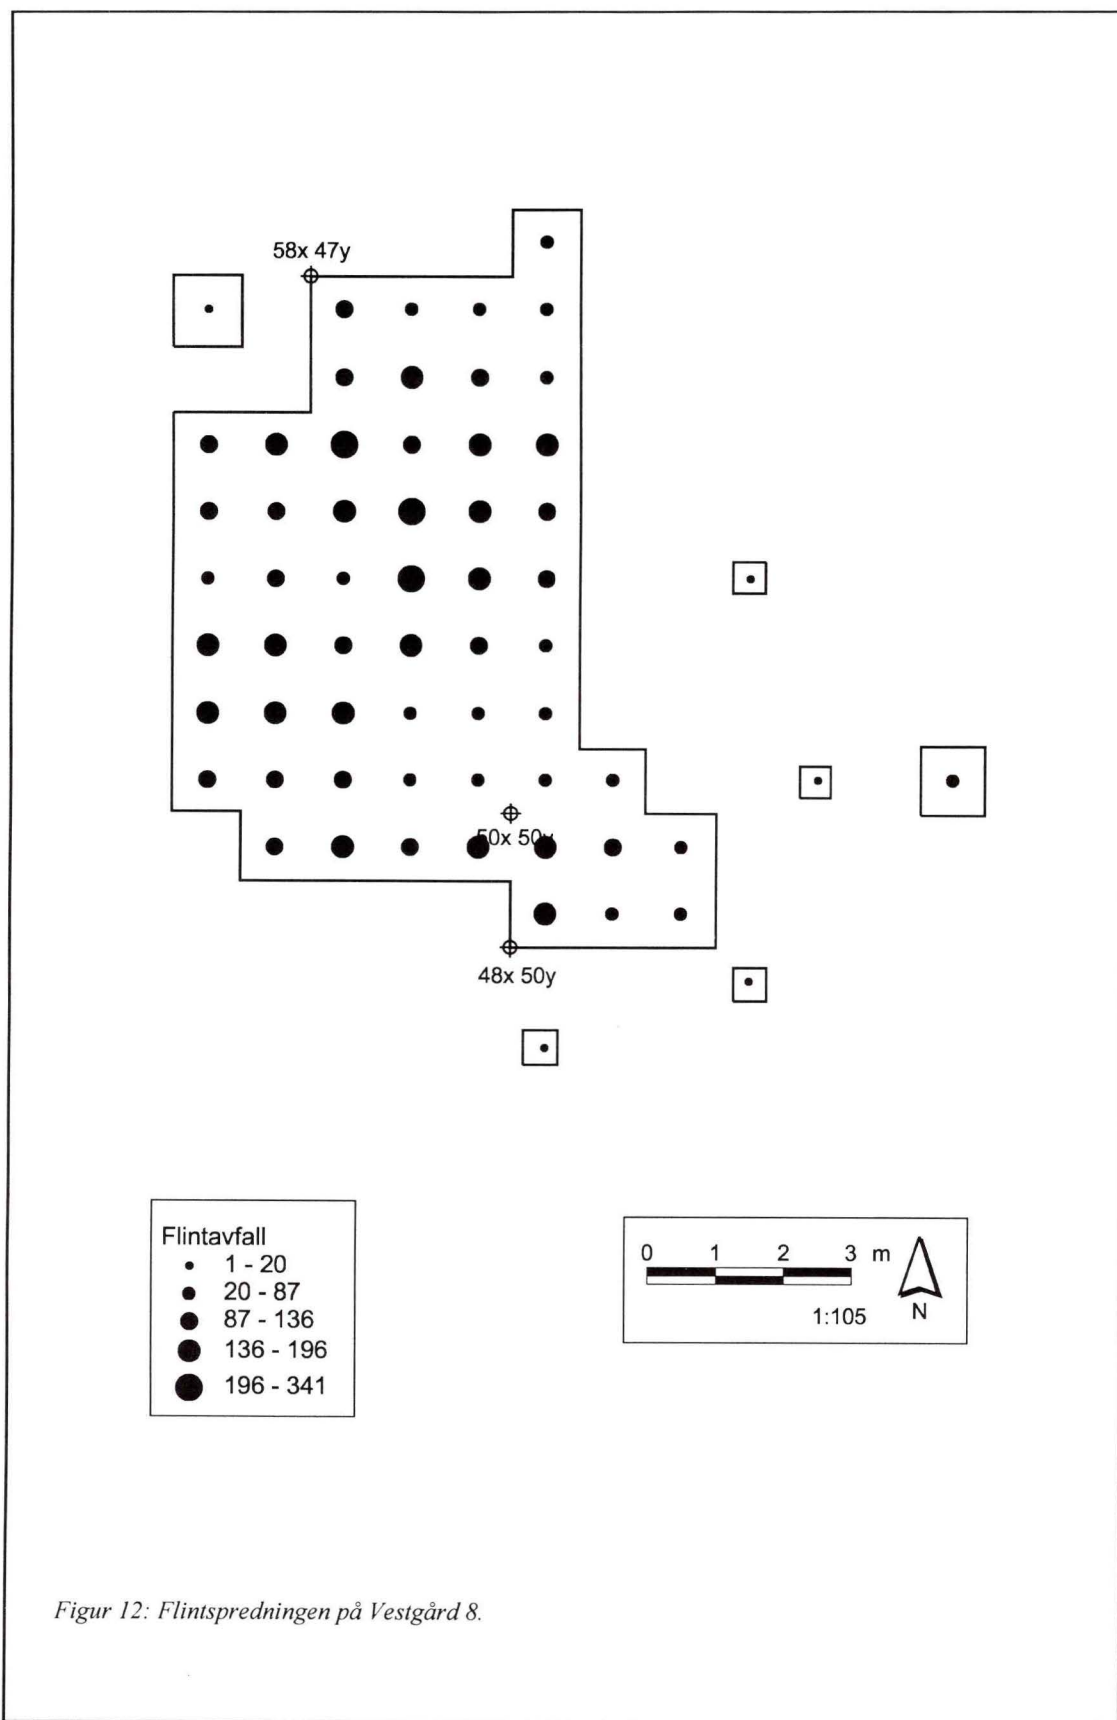 58x 47y
50x 50y
48x 50y
Flintavfall
1 - 20
20 - 87
87 - 136
136 - 196
196 - 341
0 1 2 3 m
1:105
N
Figur 12: Flintspredningen på Vestgård 8.